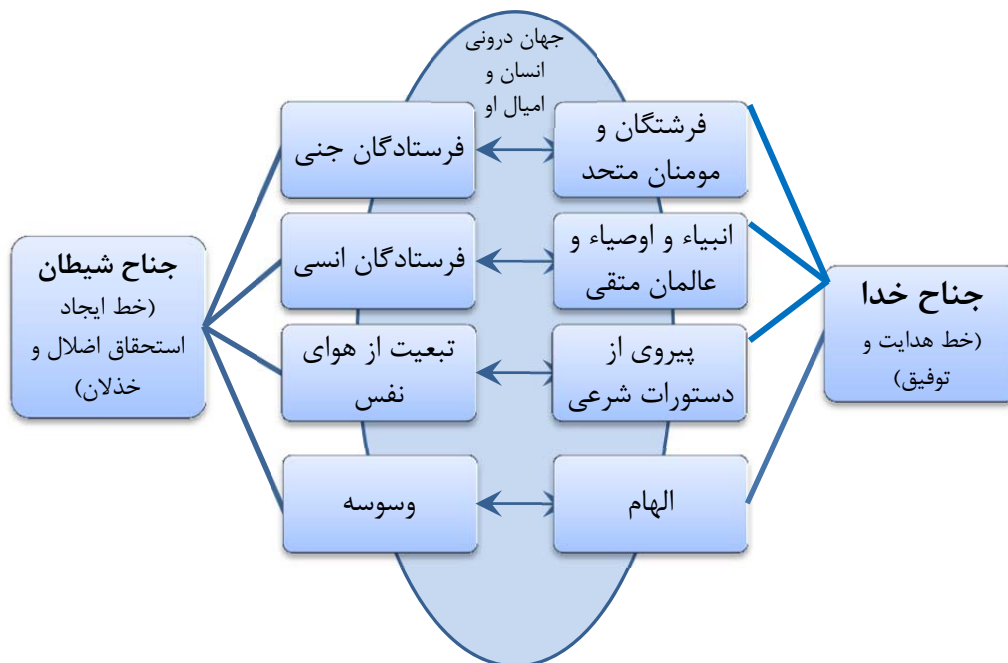 جهان درونی
انسان و
امیال او
فرشتگان و
مومنان متحد
فرستادگان جنی
انبیاء و اوصیاء و
عالمان متقی
فرستادگان انسی
پیروی از
دستورات شرعی
تبعیت از هوای
نفس
الهام
وسوسه
جناح خدا
(خط هدایت و
توفیق)
جناح شیطان
(خط ایجاد
استحقاق اضلال و
خذلان)